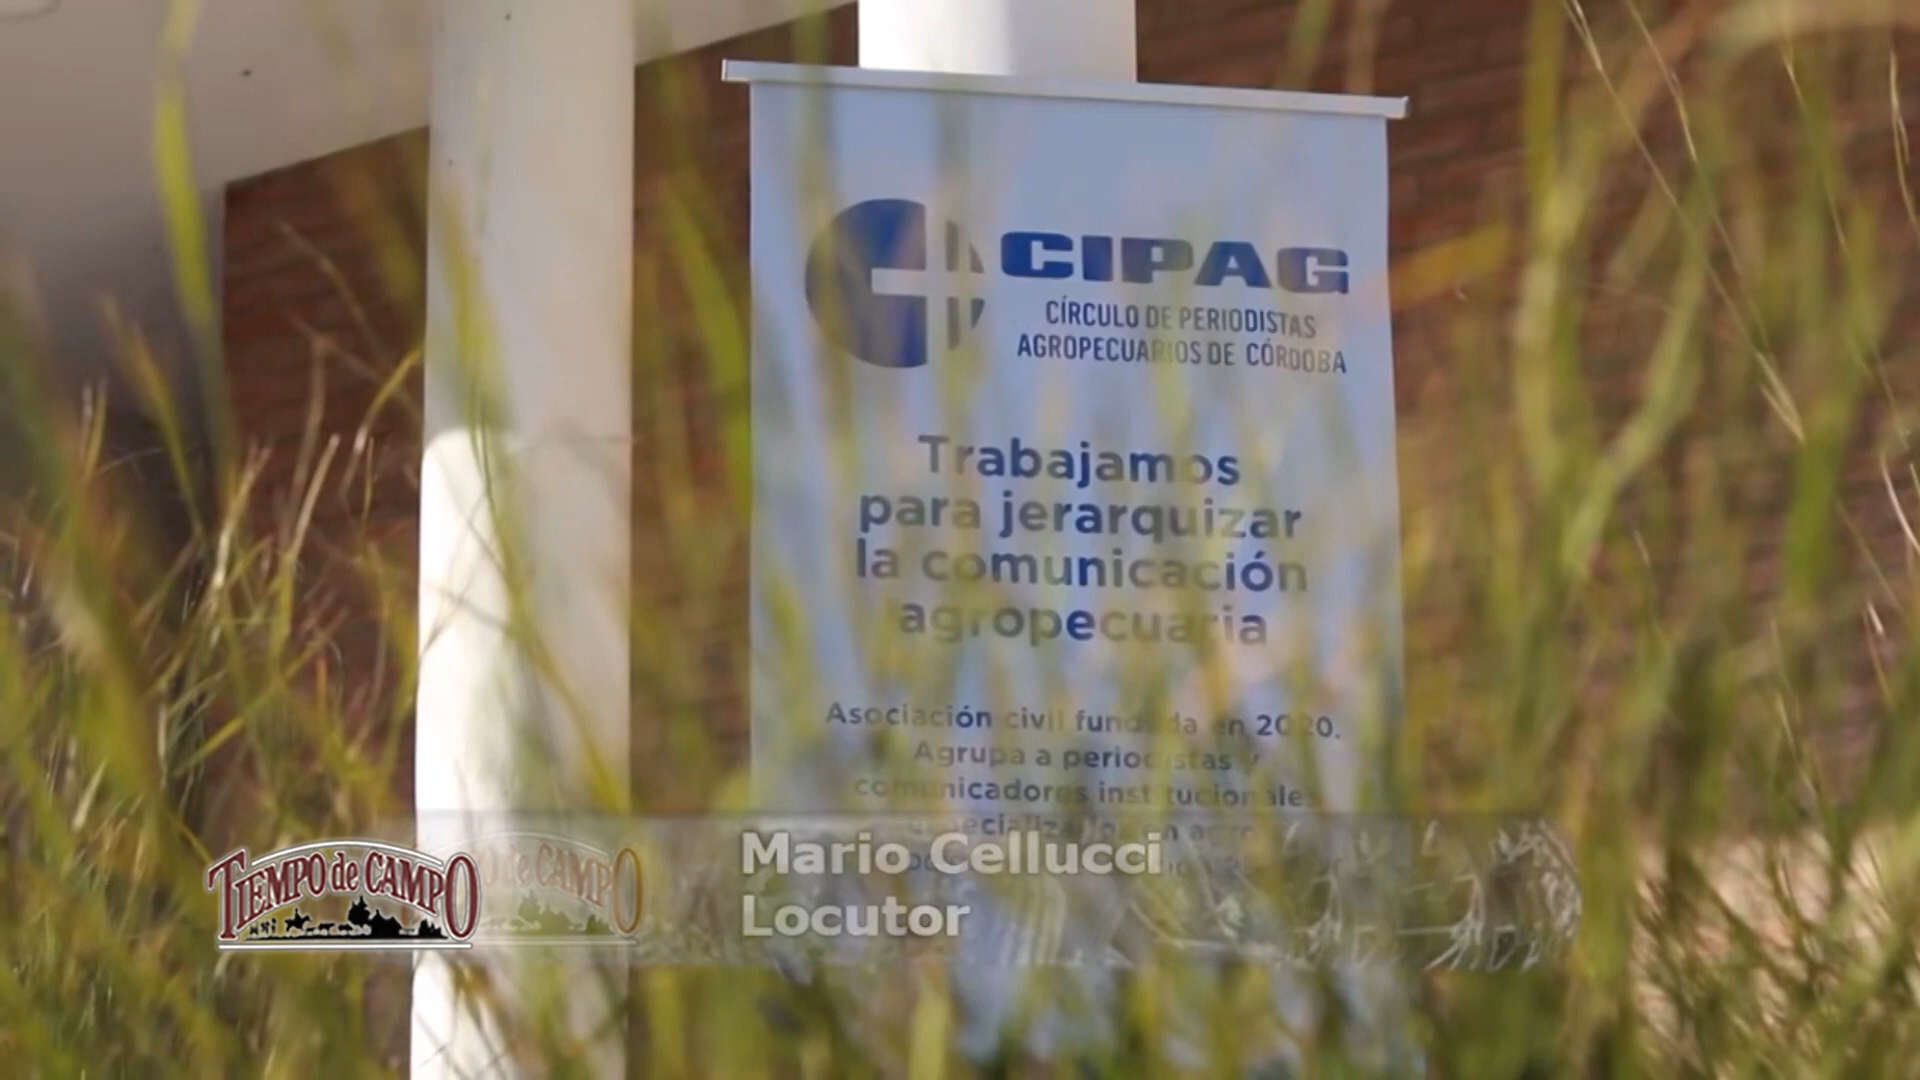 CIPAG
CÍRCULO DE PERIODISTAS
AGROPECUARIOS DE CÓRDOBA
Trabajamos
para jerarquizar
la comunicación
agropecuaria
Asociación civil fundada en 2020.
Agrupa a periodistas y
comunicadores institucionales
TIEMPO de CAMPO
Mario Cellucci
Locutor